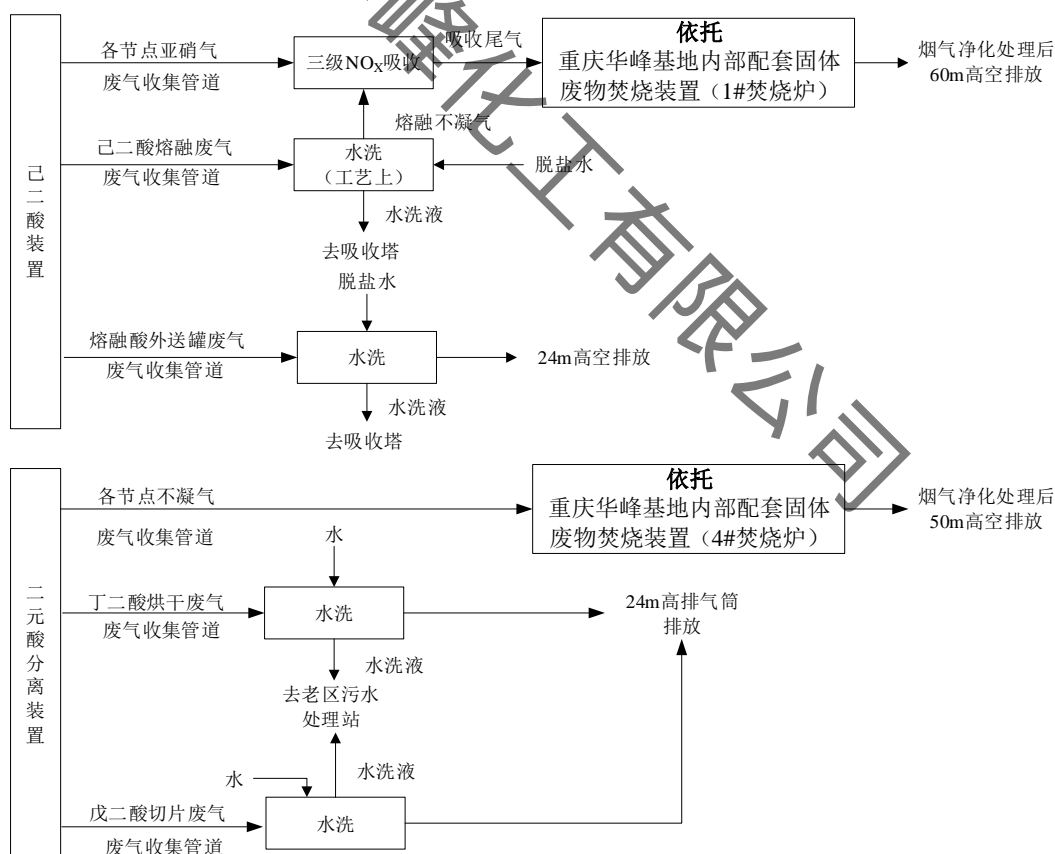 己二酸装置
各节点亚硝气
废气收集管道
三级NOX吸收
吸收尾气
依托
重庆华峰基地内部配套固体
废物焚烧装置（1#焚烧炉）
烟气净化处理后
60m高空排放
熔融不凝气
己二酸熔融废气
废气收集管道
水洗
（工艺上）
脱盐水
水洗液
去吸收塔
脱盐水
熔融酸外送罐废气
废气收集管道
水洗
24m高空排放
水洗液
去吸收塔
二元酸分离装置
各节点不凝气
废气收集管道
依托
重庆华峰基地内部配套固体
废物焚烧装置（4#焚烧炉）
烟气净化处理后
50m高空排放
水
丁二酸烘干废气
废气收集管道
水洗
24m高排气筒
排放
水洗液
去老区污水
处理站
水
水洗液
戊二酸切片废气
废气收集管道
水洗
峰化工有限公司